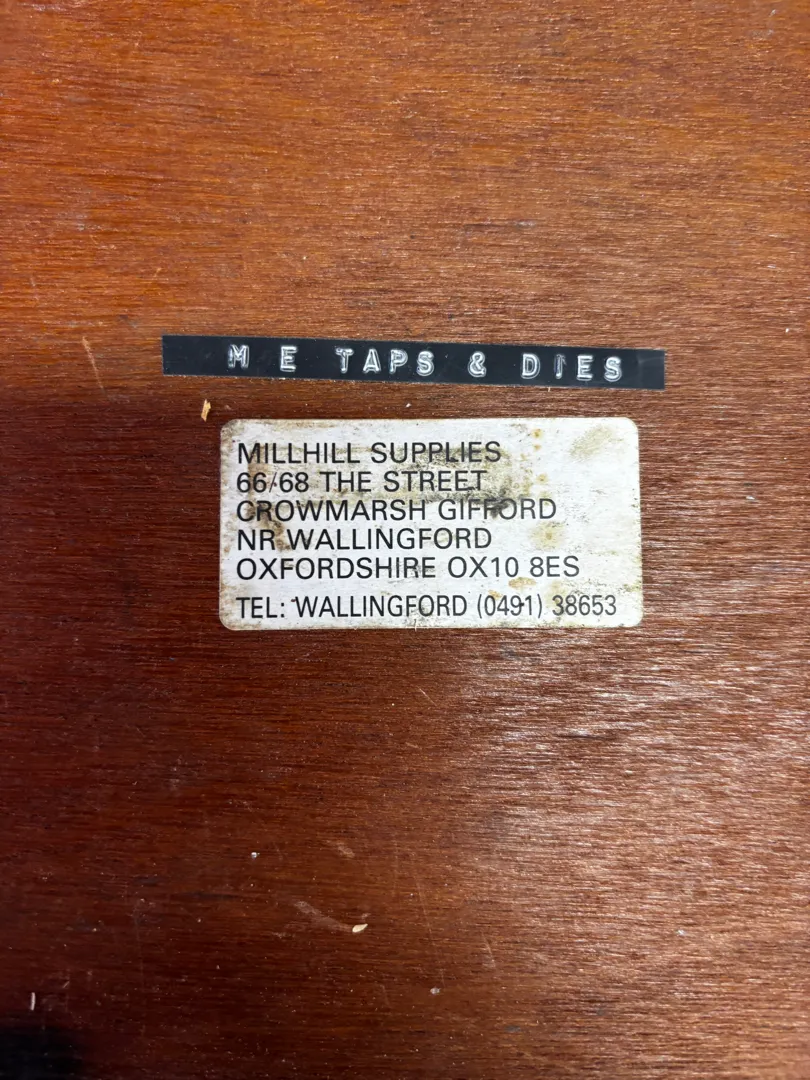 M E TAPS & DIES
MILLHILL SUPPLIES
66/68 THE STREET
CROWMARSH GIFFORD
NR WALLINGFORD
OXFORDSHIRE OX10 8ES
TEL: WALLINGFORD (0491) 38653